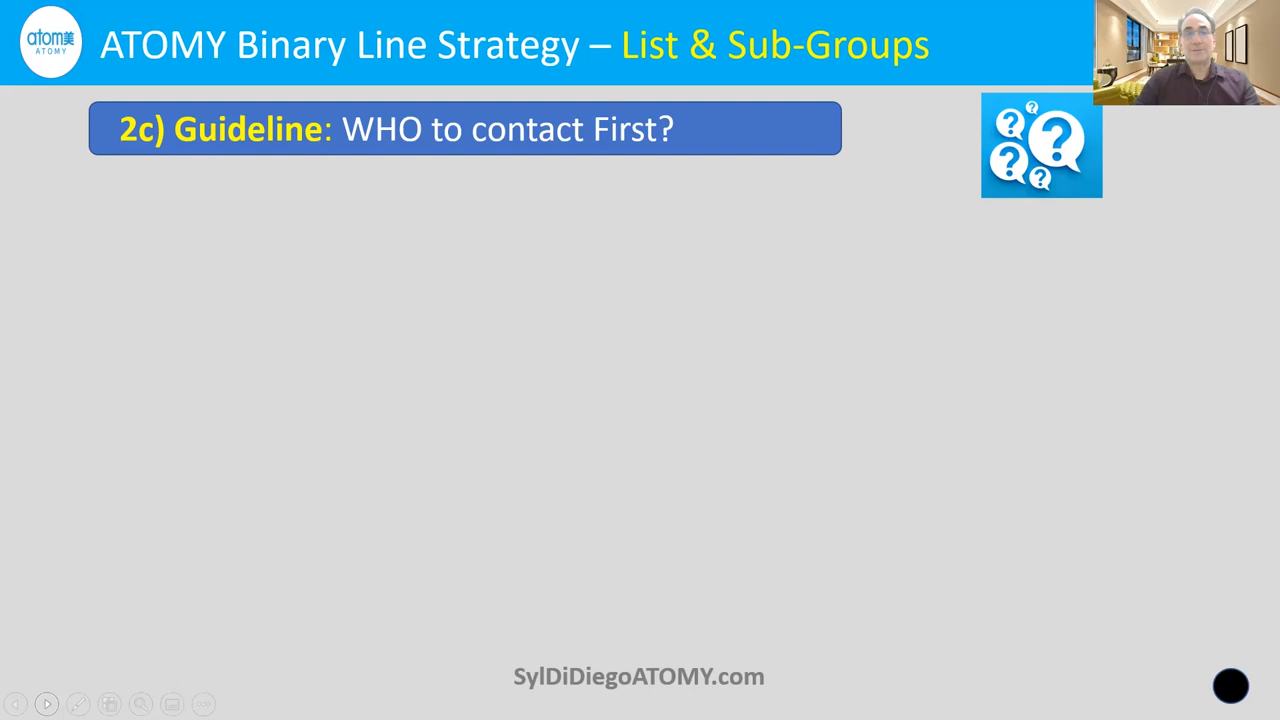 atom美
ATOMY
ATOMY Binary Line Strategy – List & Sub-Groups
2c) Guideline: WHO to contact First?
? ? ? ? ?
SylDiDiegoATOMY.com